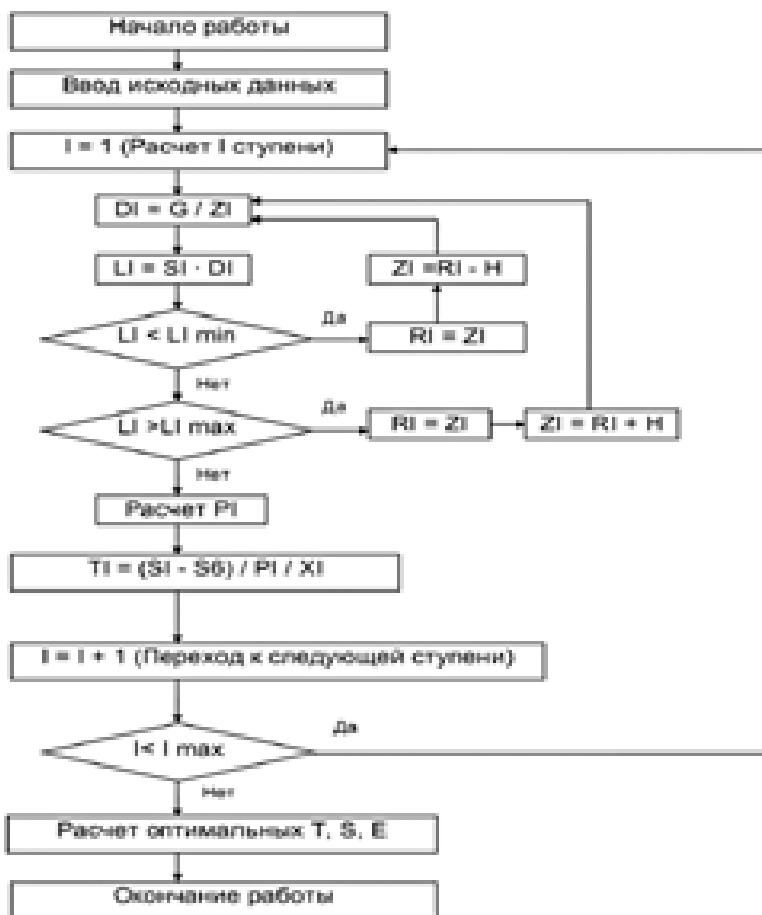 Начало работы
Ввод исходных данных
I = 1 (Расчет I ступени)
DI = G / ZI
LI = SI · DI
ZI =RI - H
LI < LI min
Да
RI = ZI
Нет
LI >LI max
Да
RI = ZI
ZI = RI + H
Нет
Расчет PI
TI = (SI - S6) / PI / XI
I = I + 1 (Переход к следующей ступени)
I< I max
Да
Нет
Расчет оптимальных T, S, E
Окончание работы